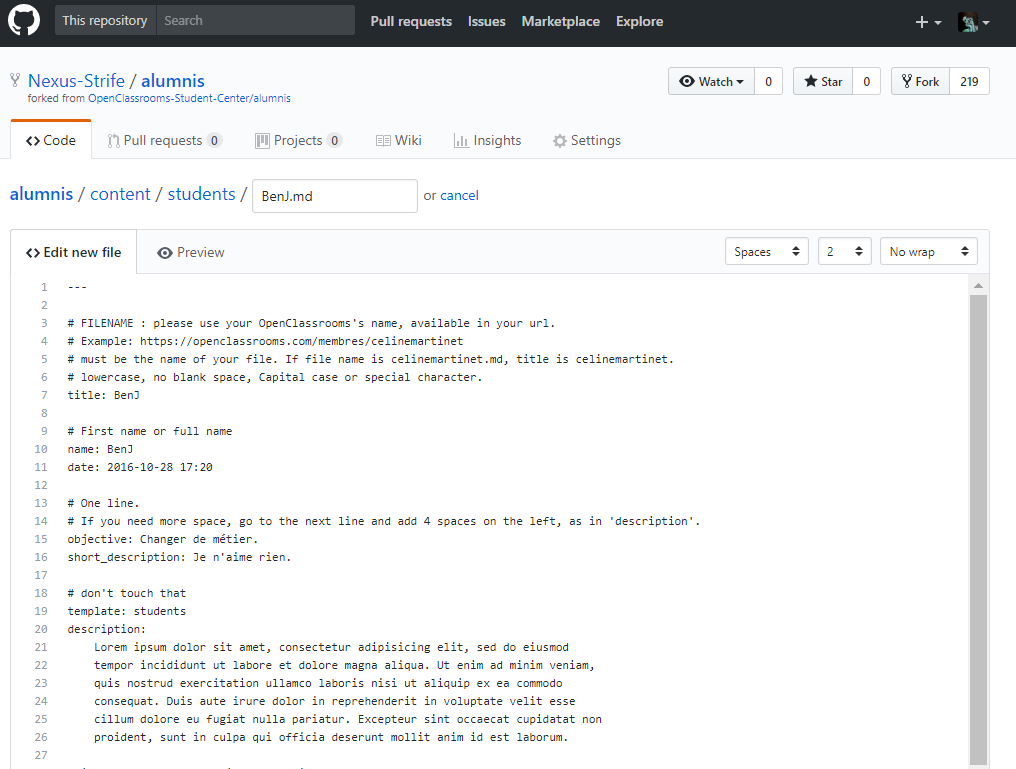 This repository Search Pull requests Issues Marketplace Explore
Nexus-Strife / alumnis Watch 0 Star 0 Fork 219
forked from OpenClassrooms-Student-Center/alumnis
Code Pull requests 0 Projects 0 Wiki Insights Settings
alumnis / content / students / BenJ.md or cancel
<> Edit new file Preview Spaces 2 No wrap
1 ---
2
3 # FILENAME : please use your OpenClassrooms's name, available in your url.
4 # Example: https://openclassrooms.com/membres/celinemartinet
5 # must be the name of your file. If file name is celinemartinet.md, title is celinemartinet.
6 # lowercase, no blank space, Capital case or special character.
7 title: BenJ
8
9 # First name or full name
10 name: BenJ
11 date: 2016-10-28 17:20
12
13 # One line.
14 # If you need more space, go to the next line and add 4 spaces on the left, as in 'description'.
15 objective: Changer de métier.
16 short_description: Je n'aime rien.
17
18 # don't touch that
19 template: students
20 description:
21 Lorem ipsum dolor sit amet, consectetur adipisicing elit, sed do eiusmod
22 tempor incididunt ut labore et dolore magna aliqua. Ut enim ad minim veniam,
23 quis nostrud exercitation ullamco laboris nisi ut aliquip ex ea commodo
24 consequat. Duis aute irure dolor in reprehenderit in voluptate velit esse
25 cillum dolore eu fugiat nulla pariatur. Excepteur sint occaecat cupidatat non
26 proident, sunt in culpa qui officia deserunt mollit anim id est laborum.
27